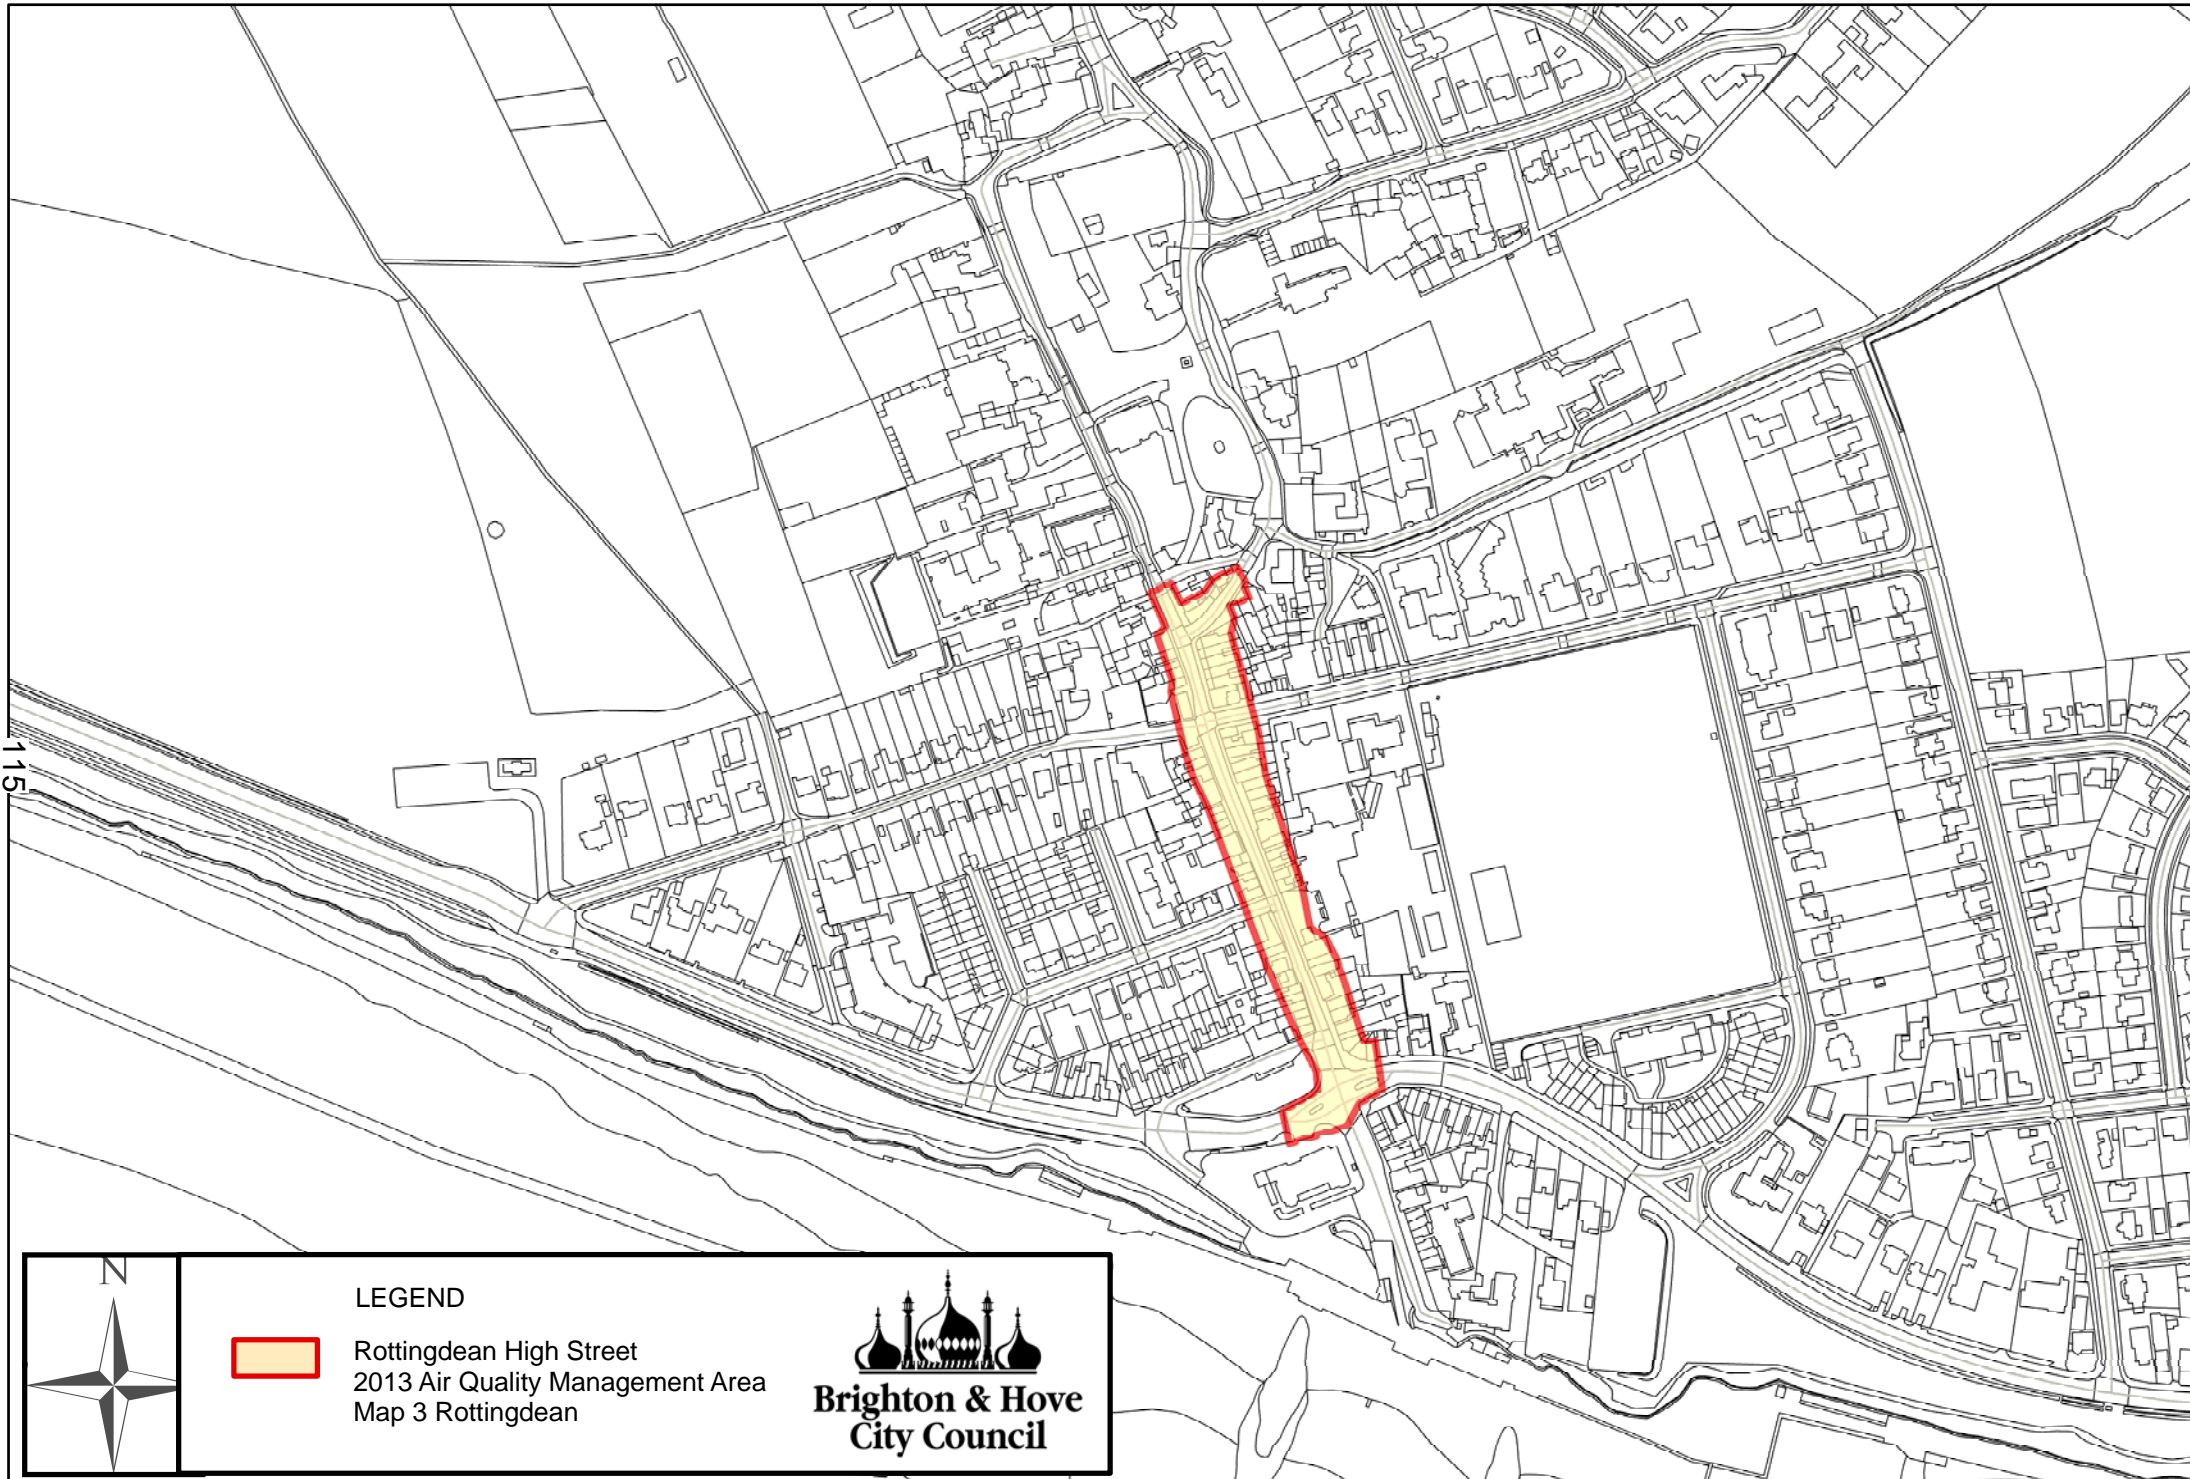 115
N
LEGEND
Rottingdean High Street
2013 Air Quality Management Area
Map 3 Rottingdean
Brighton & Hove
City Council